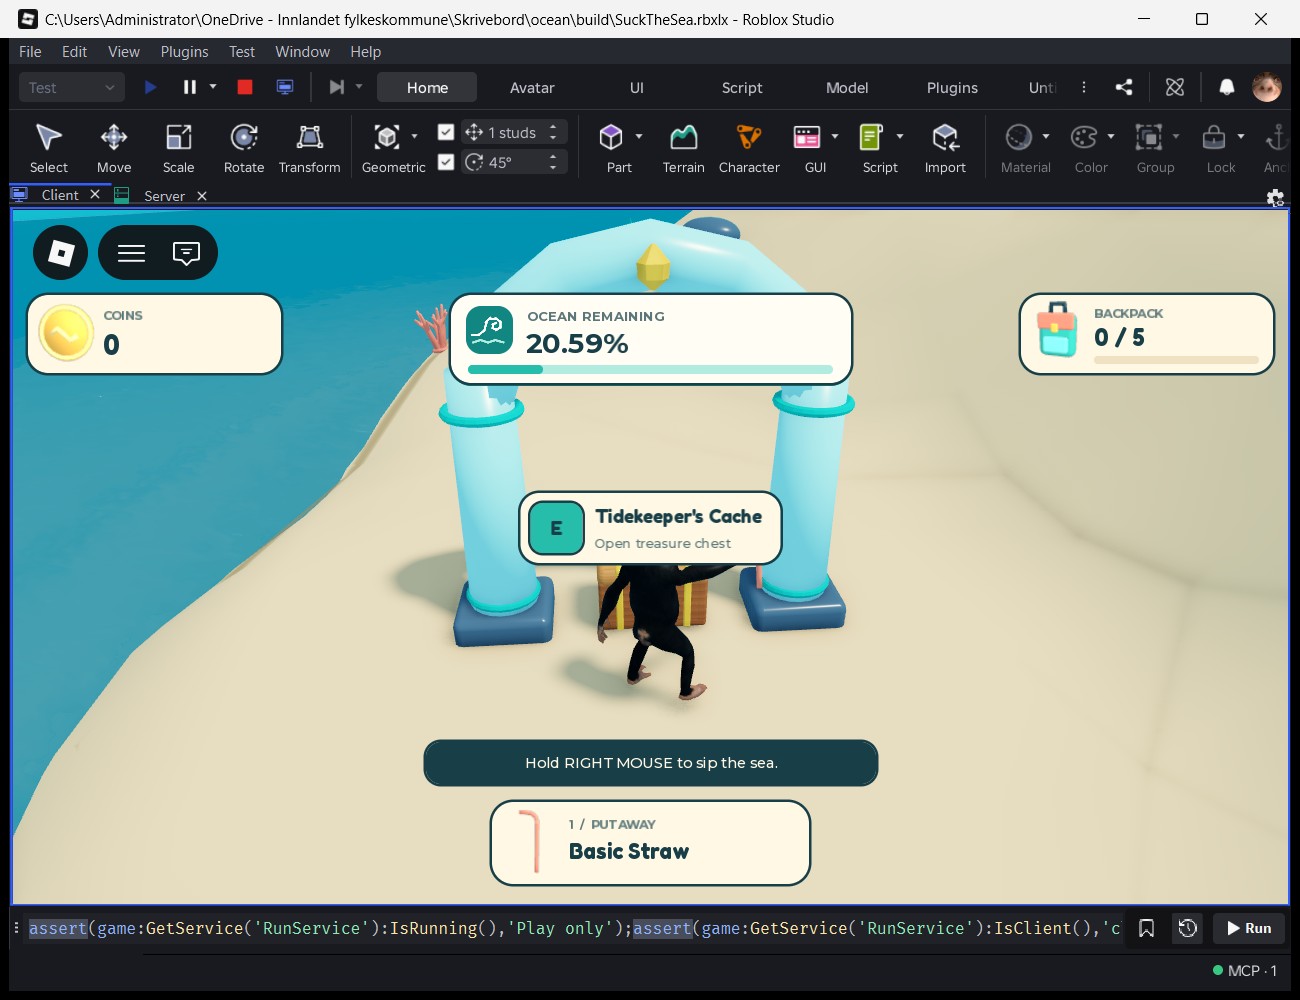 C:\Users\Administrator\OneDrive - Innlandet fylkeskommune\Skrivebord\ocean\build\SuckTheSea.rbxlx - Roblox Studio
File Edit View Plugins Test Window Help
Test Home Avatar UI Script Model Plugins Unti
1 studs
45°
Select Move Scale Rotate Transform Geometric Part Terrain Character GUI Script Import Material Color Group Lock Anc
Client Server
COINS
0
OCEAN REMAINING
20.59%
BACKPACK
0 / 5
E
Tidekeeper's Cache
Open treasure chest
Hold RIGHT MOUSE to sip the sea.
1 / PUT AWAY
Basic Straw
assert(game:GetService('RunService'):IsRunning(),'Play only');assert(game:GetService('RunService'):IsClient(),'c
Run
MCP · 1